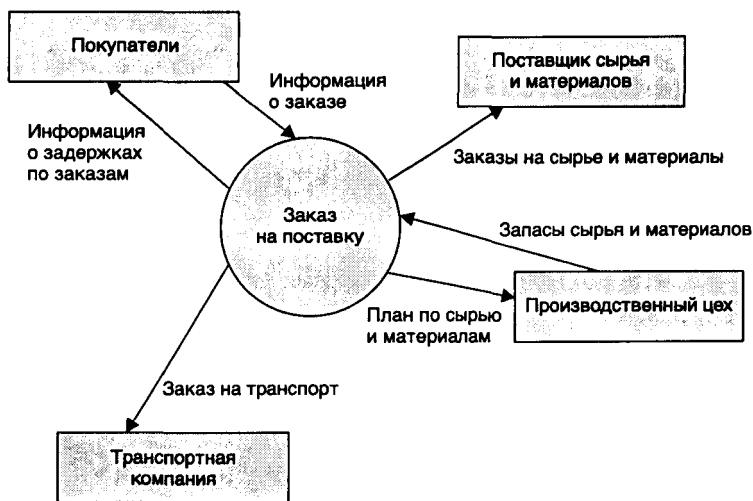 Покупатели
Поставщик сырья
и материалов
Информация
о заказе
Информация
о задержках
по заказам
Заказы на сырье и материалы
Заказ
на поставку
Запасы сырья и материалов
План по сырью
и материалам
Производственный цех
Заказ на транспорт
Транспортная
компания